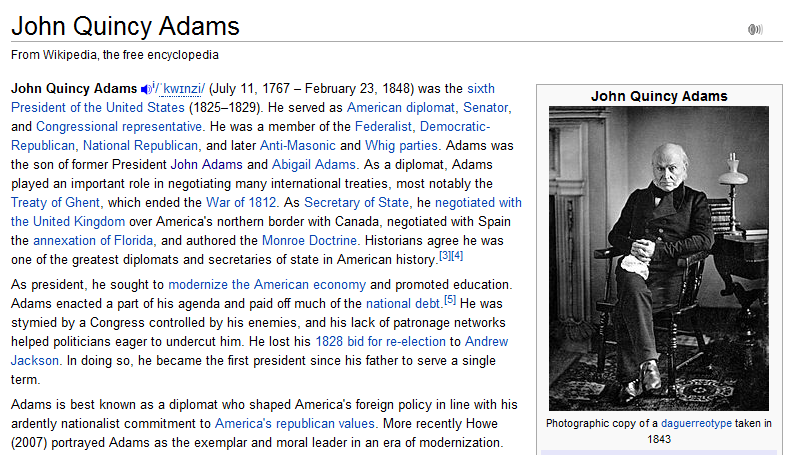 John Quincy Adams
From Wikipedia, the free encyclopedia
John Quincy Adams i/ˈkwɪnzi/ (July 11, 1767 – February 23, 1848) was the sixth
President of the United States (1825–1829). He served as American diplomat, Senator,
and Congressional representative. He was a member of the Federalist, Democratic-
Republican, National Republican, and later Anti-Masonic and Whig parties. Adams was
the son of former President John Adams and Abigail Adams. As a diplomat, Adams
played an important role in negotiating many international treaties, most notably the
Treaty of Ghent, which ended the War of 1812. As Secretary of State, he negotiated with
the United Kingdom over America's northern border with Canada, negotiated with Spain
the annexation of Florida, and authored the Monroe Doctrine. Historians agree he was
one of the greatest diplomats and secretaries of state in American history.[3][4]
As president, he sought to modernize the American economy and promoted education.
Adams enacted a part of his agenda and paid off much of the national debt.[5] He was
stymied by a Congress controlled by his enemies, and his lack of patronage networks
helped politicians eager to undercut him. He lost his 1828 bid for re-election to Andrew
Jackson. In doing so, he became the first president since his father to serve a single
term.
Adams is best known as a diplomat who shaped America's foreign policy in line with his
ardently nationalist commitment to America's republican values. More recently Howe
(2007) portrayed Adams as the exemplar and moral leader in an era of modernization.
John Quincy Adams
Photographic copy of a daguerreotype taken in
1843